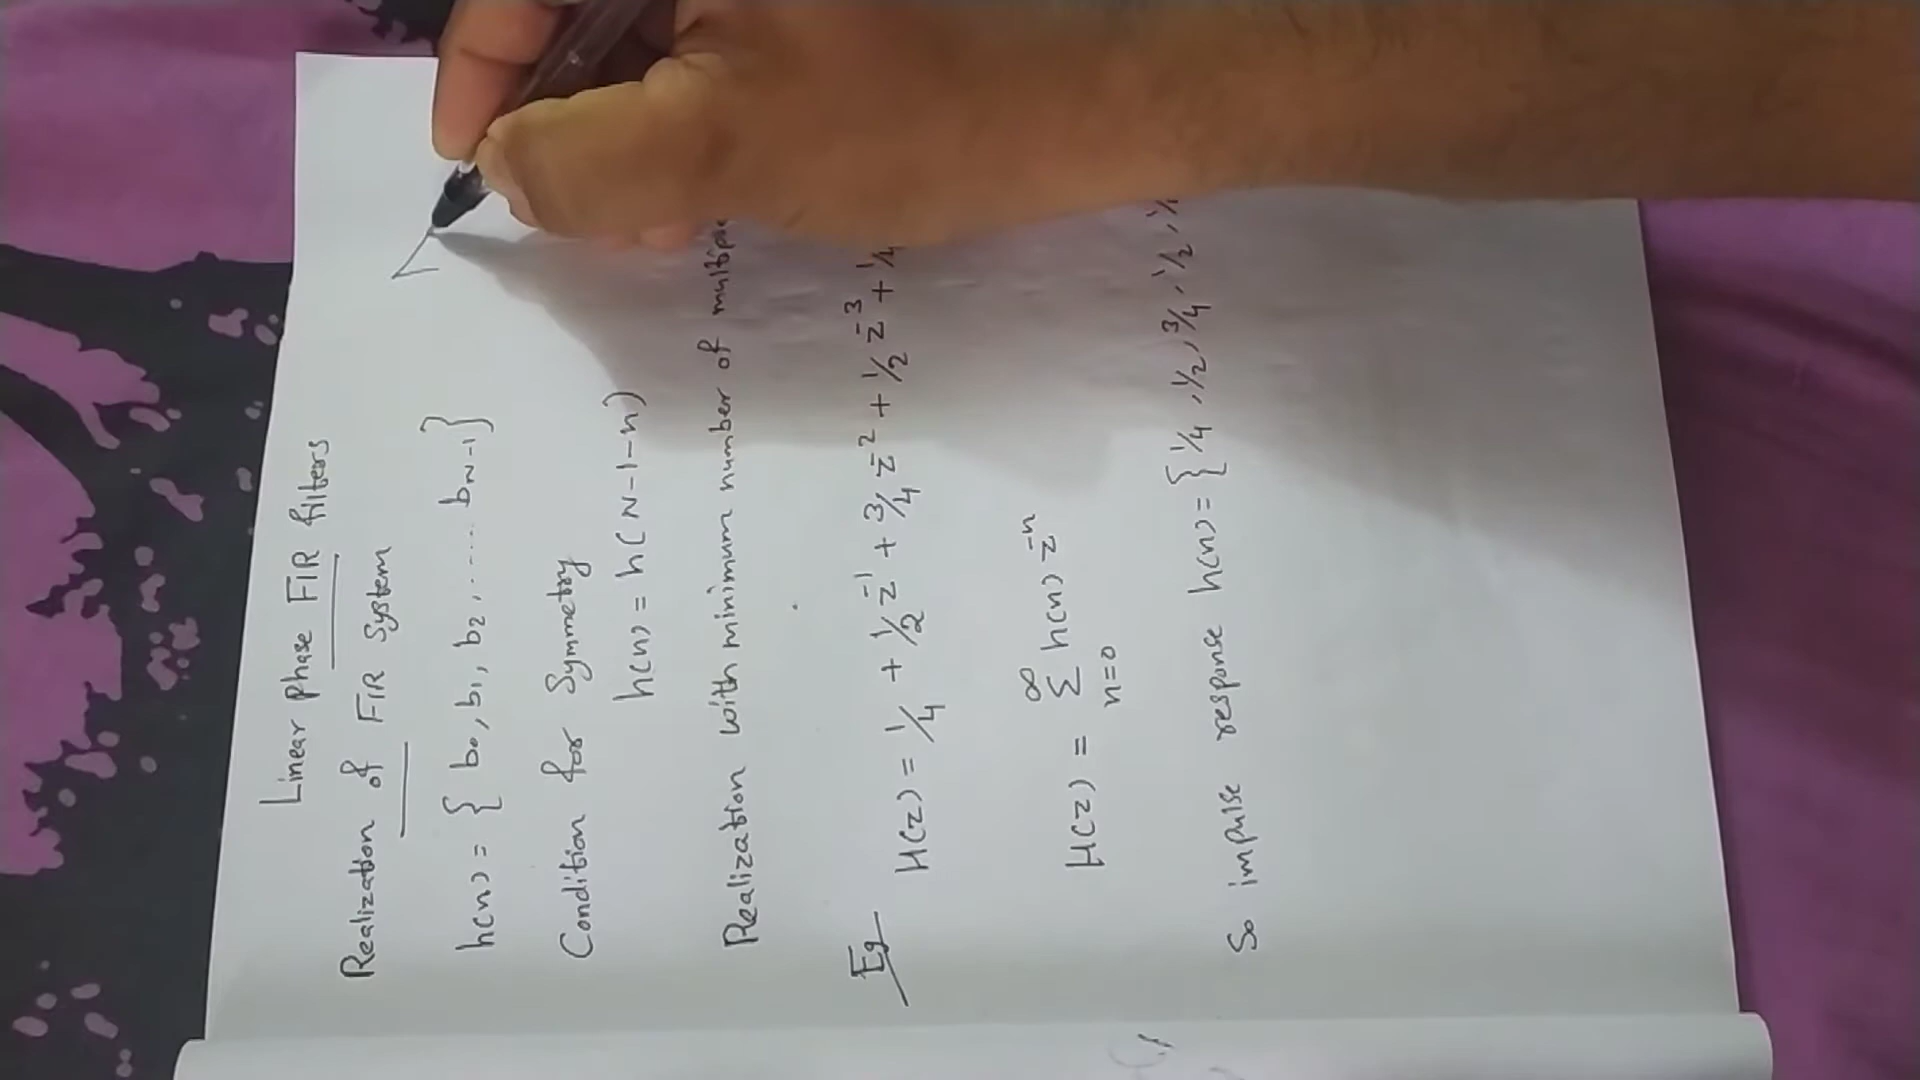 Linear phase FIR filters
Realization of FIR System
h(n) = { b0, b1, b2, .... bN-1}
Condition for Symmetry
h(n) = h(N-1-n)
Realization with minimum number of
Eg
H(z) = 1/4 + 1/2 z^-1 + 3/4 z^-2 + 1/2 z^-3 + 1/4
H(z) = ∞ Σ n=0 h(n) z^-n
So impulse response h(n) = { 1/4, 1/2, 3/4, 1/2,